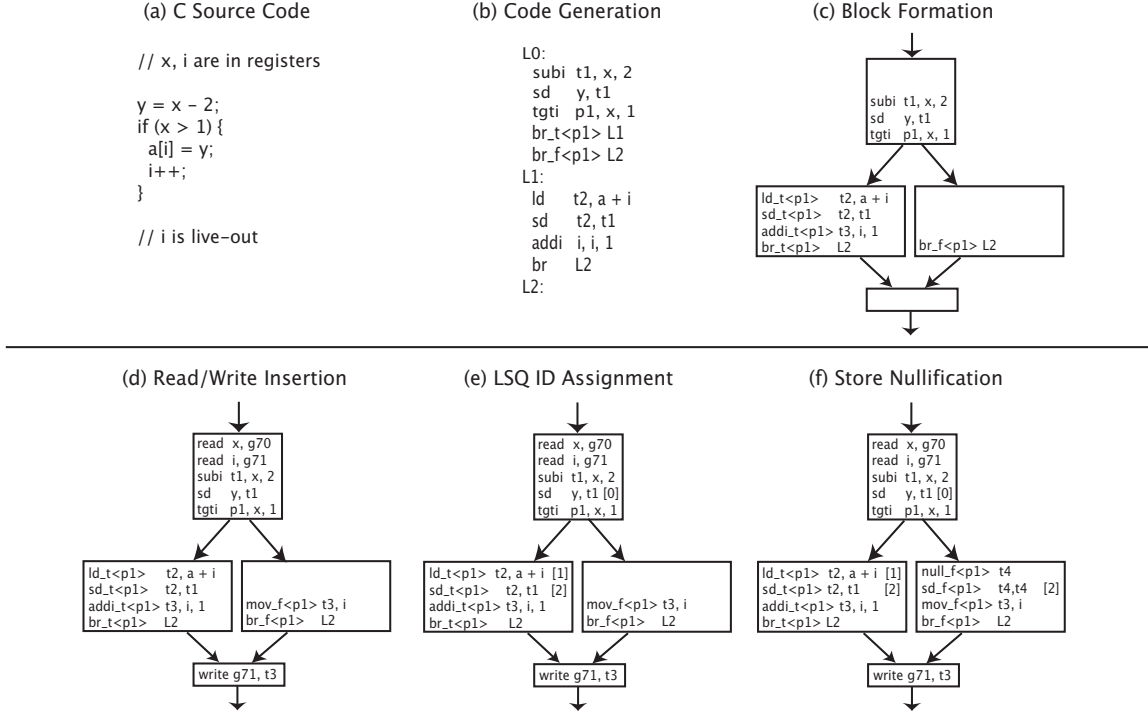 (a) C Source Code
// x, i are in registers
y = x – 2;
if (x > 1) {
a[i] = y;
i++;
}
// i is live–out
(b) Code Generation
L0:
subi t1, x, 2
sd y, t1
tgti p1, x, 1
br_t<p1> L1
br_f<p1> L2
L1:
ld t2, a + i
sd t2, t1
addi i, i, 1
br L2
L2:
(c) Block Formation
subi t1, x, 2
sd y, t1
tgti p1, x, 1
ld_t<p1> t2, a + i
sd_t<p1> t2, t1
addi_t<p1> t3, i, 1
br_t<p1> L2
br_f<p1> L2
(d) Read/Write Insertion
read x, g70
read i, g71
subi t1, x, 2
sd y, t1
tgti p1, x, 1
ld_t<p1> t2, a + i
sd_t<p1> t2, t1
addi_t<p1> t3, i, 1
br_t<p1> L2
mov_f<p1> t3, i
br_f<p1> L2
write g71, t3
(e) LSQ ID Assignment
read x, g70
read i, g71
subi t1, x, 2
sd y, t1 [0]
tgti p1, x, 1
ld_t<p1> t2, a + i [1]
sd_t<p1> t2, t1 [2]
addi_t<p1> t3, i, 1
br_t<p1> L2
mov_f<p1> t3, i
br_f<p1> L2
write g71, t3
(f) Store Nullification
read x, g70
read i, g71
subi t1, x, 2
sd y, t1 [0]
tgti p1, x, 1
ld_t<p1> t2, a + i [1]
sd_t<p1> t2, t1 [2]
addi_t<p1> t3, i, 1
br_t<p1> L2
null_f<p1> t4
sd_f<p1> t4,t4 [2]
mov_f<p1> t3, i
br_f<p1> L2
write g71, t3